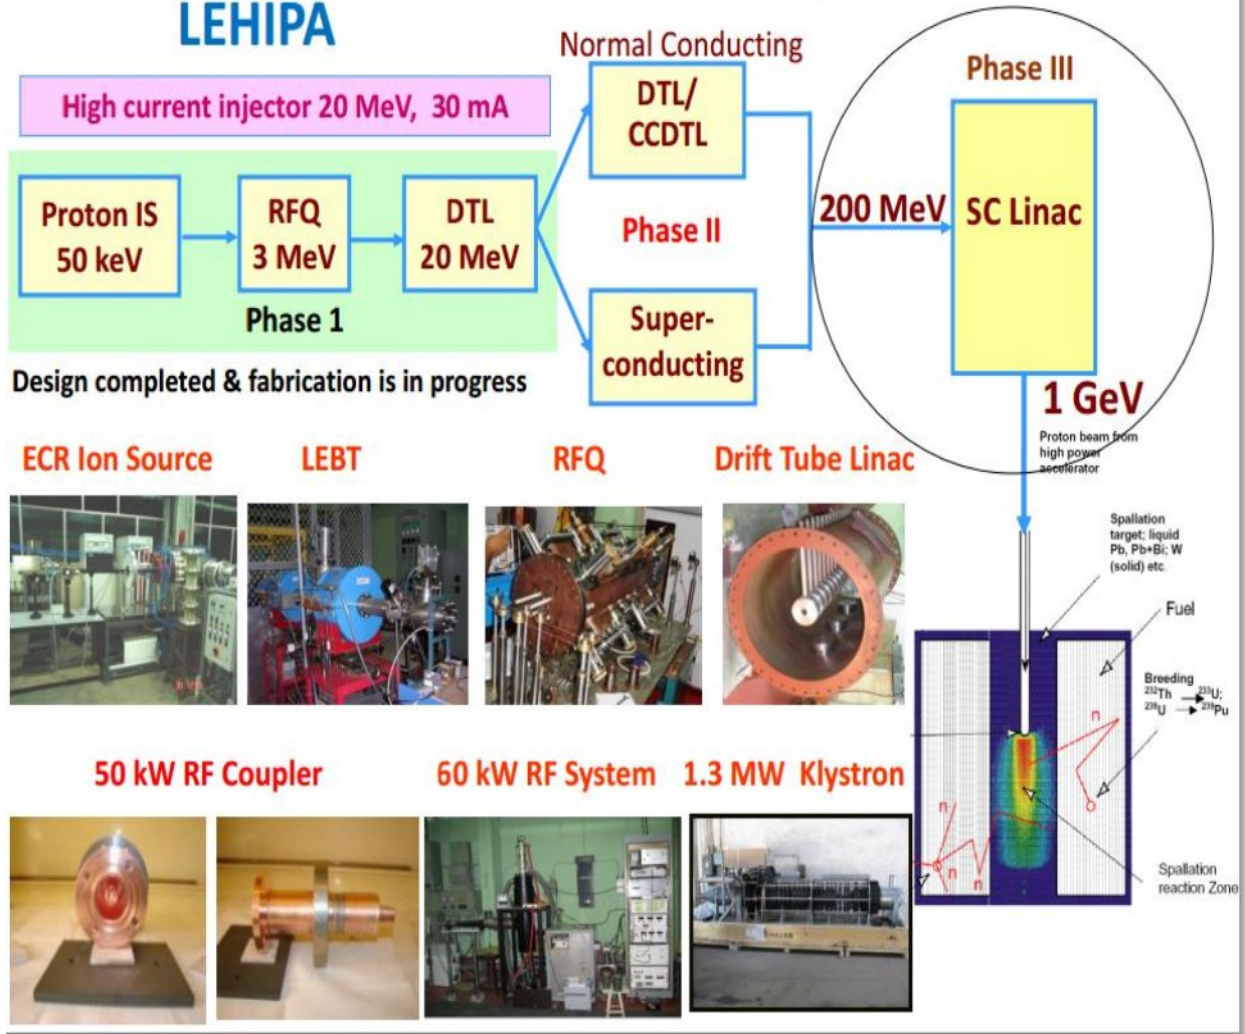 LEHIPA
High current injector 20 MeV, 30 mA
Proton IS
50 keV
RFQ
3 MeV
DTL
20 MeV
Phase 1
Design completed & fabrication is in progress
Normal Conducting
DTL/
CCDTL
Phase II
Super-
conducting
200 MeV
Phase III
SC Linac
1 GeV
Proton beam from
high power
accelerator
ECR Ion Source
LEBT
RFQ
Drift Tube Linac
Spallation
target; liquid
Pb, Pb+Bi; W
(solid) etc.
Fuel
Breeding
²³²Th → ²³³U;
²³⁸U → ²³⁹Pu
n
n
n
n
Spallation
reaction Zone
50 kW RF Coupler
60 kW RF System
1.3 MW Klystron